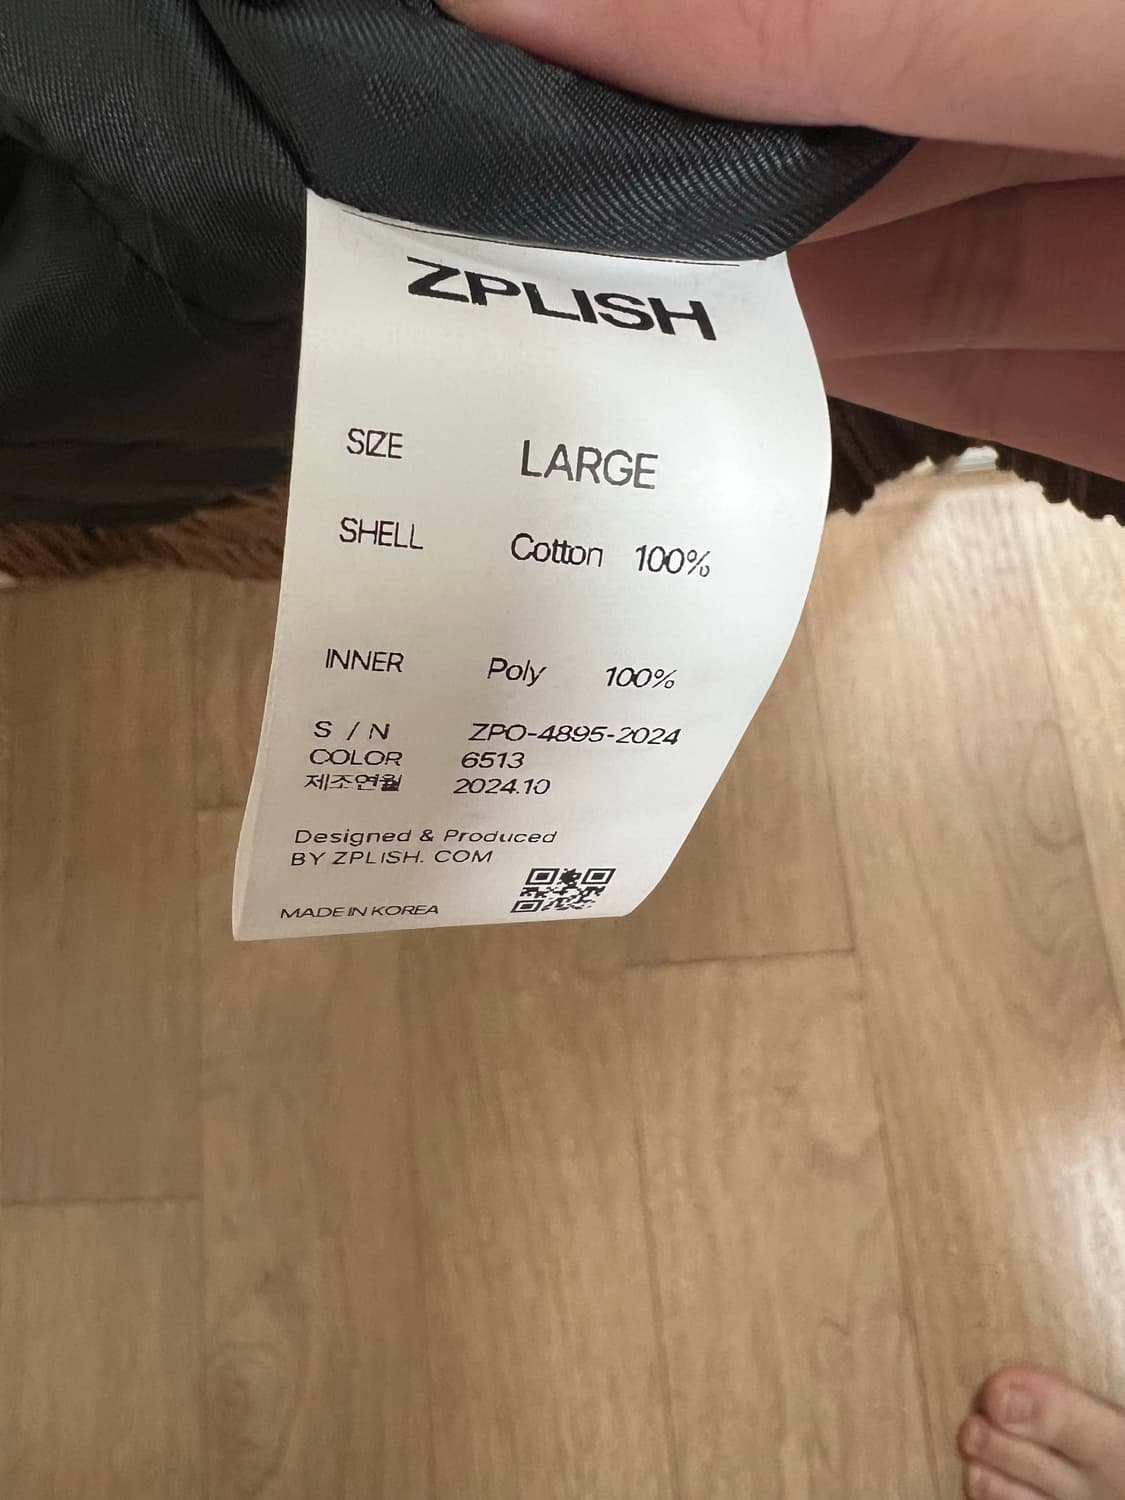 ZPLISH
SIZE LARGE
SHELL Cotton 100%
INNER Poly 100%
S / N ZPO-4895-2024
COLOR 6513
제조연월 2024.10
Designed & Produced
BY ZPLISH. COM
MADE IN KOREA